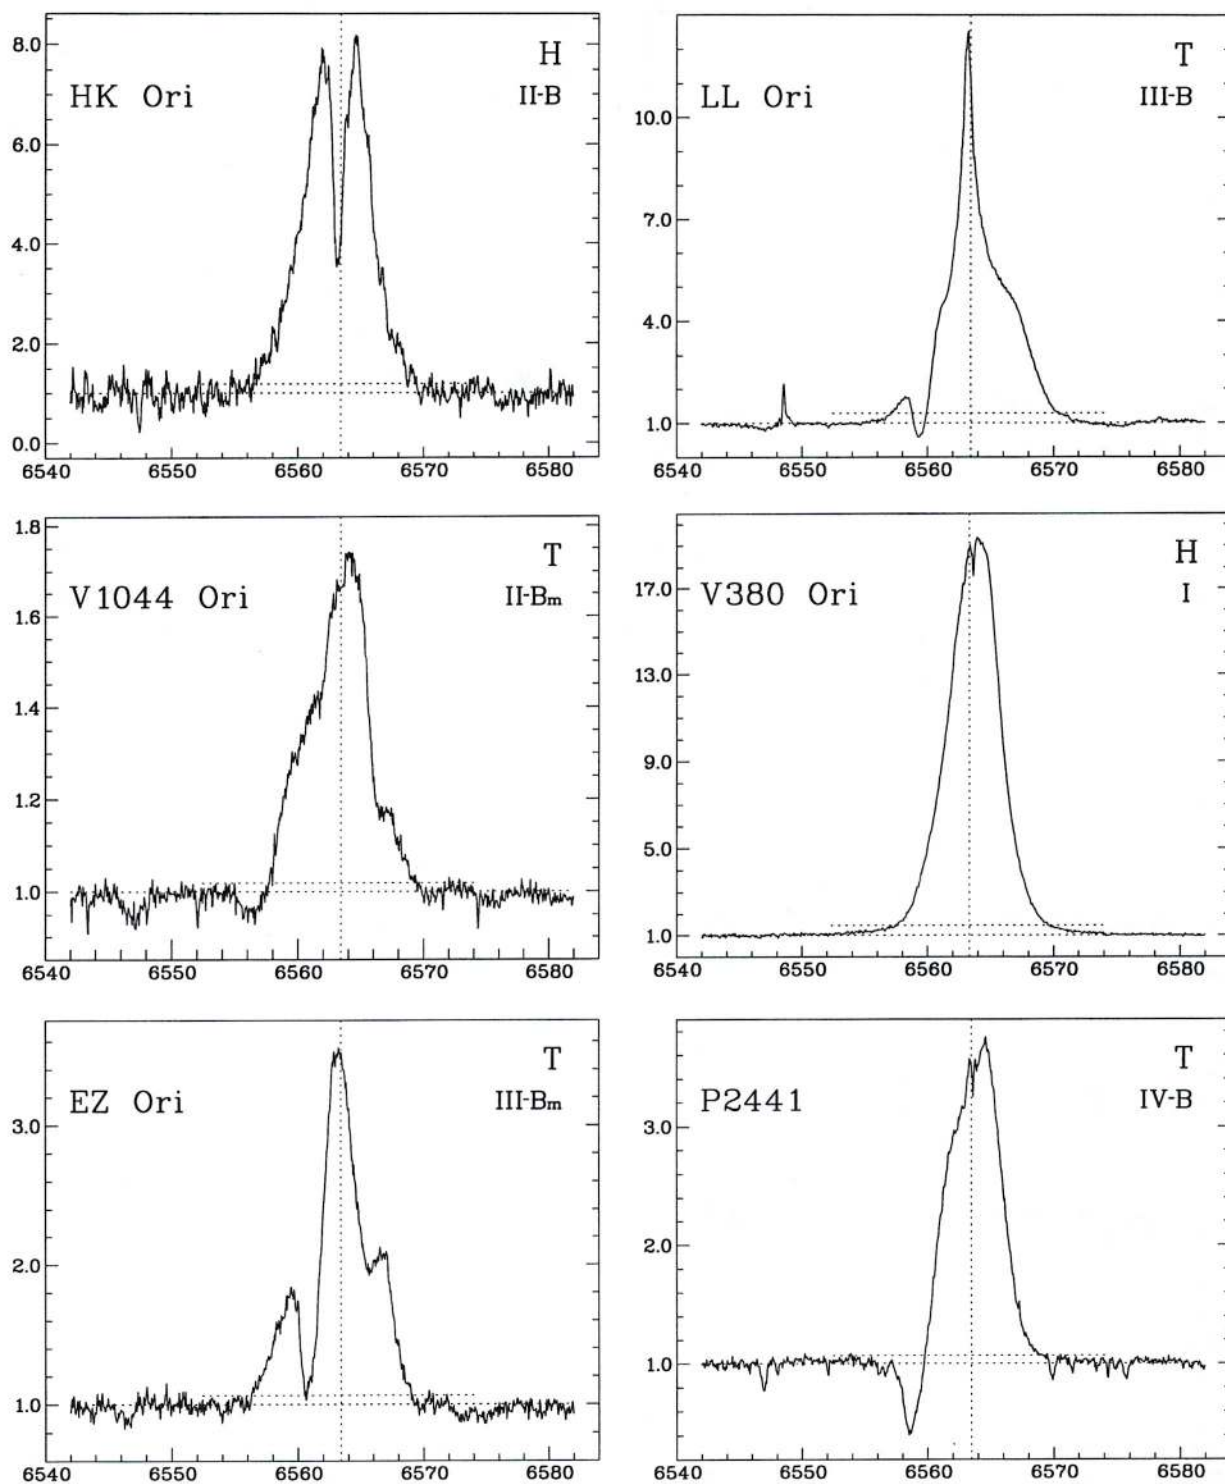 HK Ori
H
II-B
8.0
6.0
4.0
2.0
0.0
6540 6550 6560 6570 6580
LL Ori
T
III-B
10.0
7.0
4.0
1.0
6540 6550 6560 6570 6580
V1044 Ori
T
II-Bm
1.8
1.6
1.4
1.2
1.0
6540 6550 6560 6570 6580
V380 Ori
H
I
17.0
13.0
9.0
5.0
1.0
6540 6550 6560 6570 6580
EZ Ori
T
III-Bm
3.0
2.0
1.0
6540 6550 6560 6570 6580
P2441
T
IV-B
3.0
2.0
1.0
6540 6550 6560 6570 6580